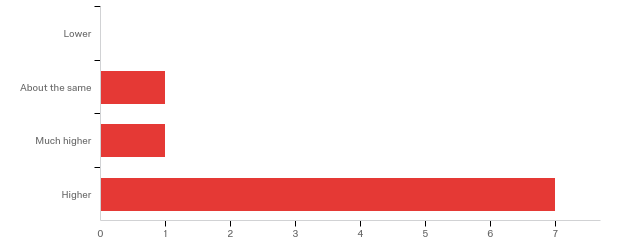 Lower
About the same
Much higher
Higher
0 1 2 3 4 5 6 7